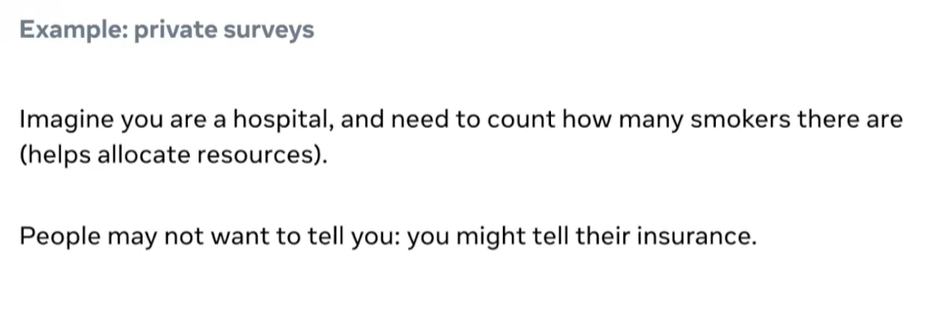 Example: private surveys
Imagine you are a hospital, and need to count how many smokers there are
(helps allocate resources).
People may not want to tell you: you might tell their insurance.